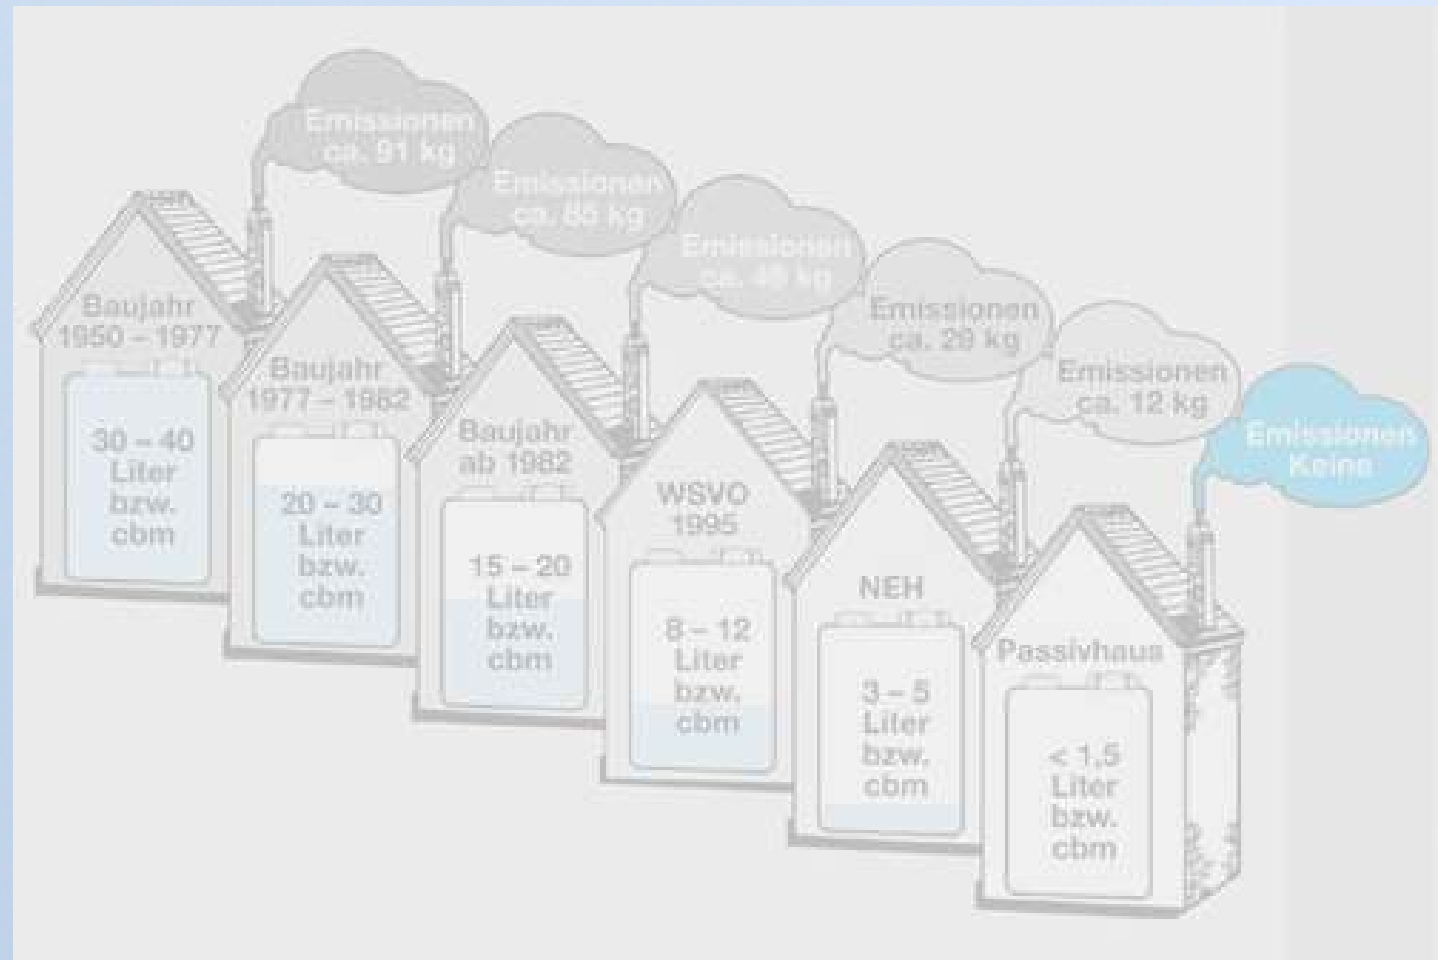 Emissionen
ca. 91 kg
Emissionen
kg
Emissionen
kg
Emissionen
ca. 29 kg
Emissionen
ca. 12 kg
Emissionen
Keine
Baujahr
1950 – 1977
30 – 40
Liter
bzw.
cbm
Baujahr
1977 – 1982
20 – 30
Liter
bzw.
cbm
Baujahr
ab 1982
15 – 20
Liter
bzw.
cbm
WSVO
1995
8 – 12
Liter
bzw.
cbm
NEH
3 – 5
Liter
bzw.
cbm
Passivhaus
< 1,5
Liter
bzw.
cbm